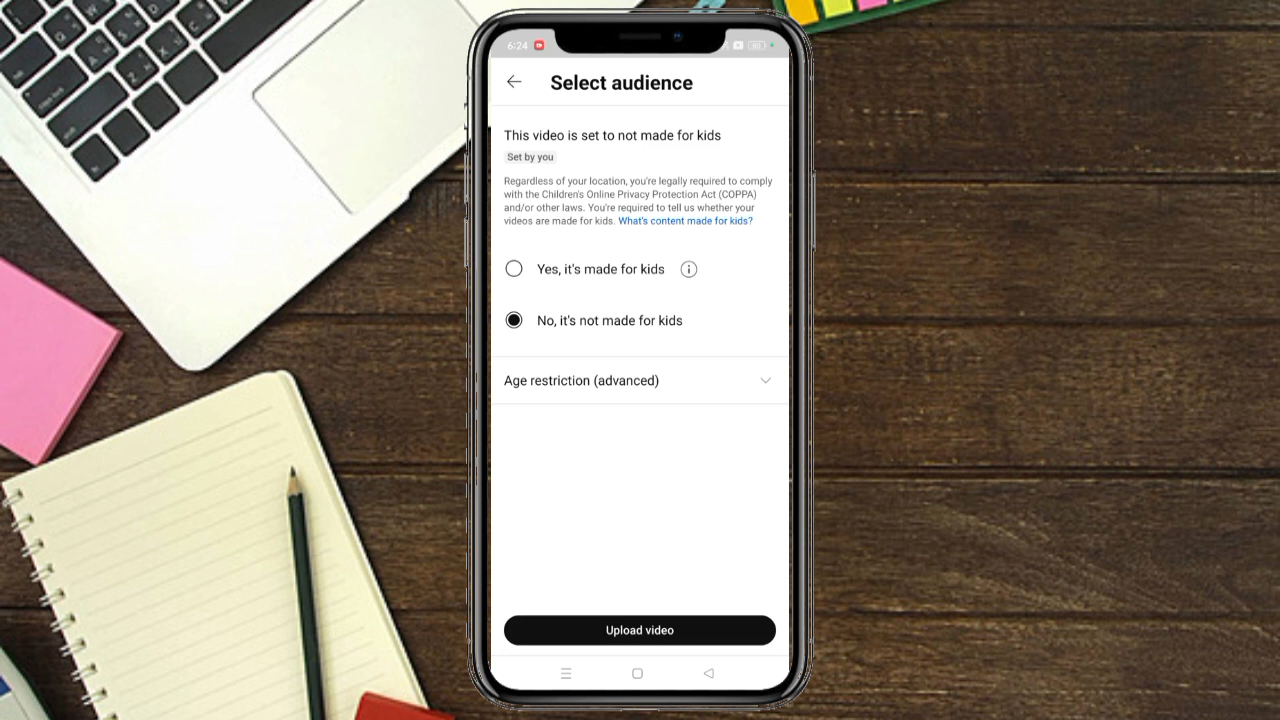 6:24
Select audience
This video is set to not made for kids
Set by you
Regardless of your location, you're legally required to comply
with the Children's Online Privacy Protection Act (COPPA)
and/or other laws. You're required to tell us whether your
videos are made for kids. What's content made for kids?
Yes, it's made for kids
No, it's not made for kids
Age restriction (advanced)
Upload video